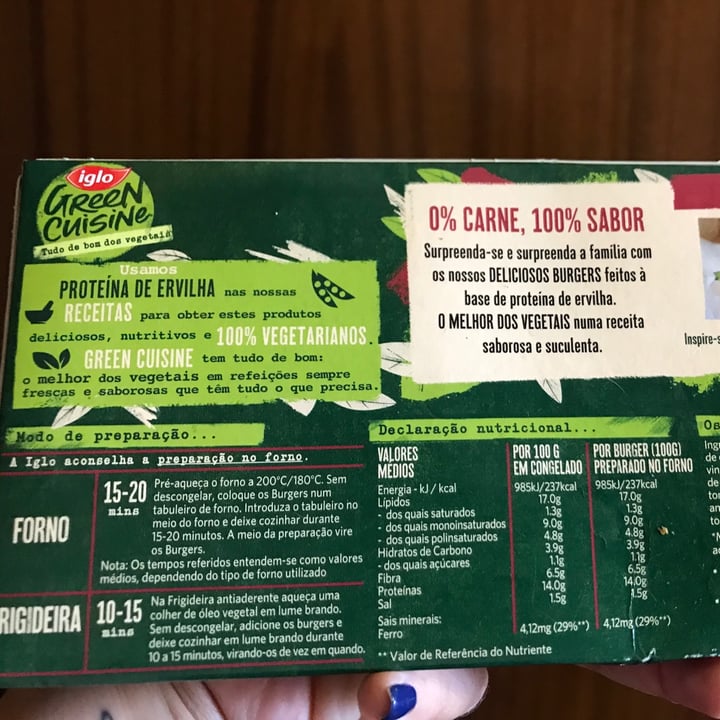 iglo
GREEN
CUISINE
Tudo de bom dos vegetais
Usamos
PROTEÍNA DE ERVILHA nas nossas
RECEITAS para obter estes produtos
deliciosos, nutritivos e 100% VEGETARIANOS.
GREEN CUISINE tem tudo de bom:
o melhor dos vegetais em refeições sempre
frescas e saborosas que têm tudo o que precisa.
0% CARNE, 100% SABOR
Surpreenda-se e surpreenda a família com
os nossos DELICIOSOS BURGERS feitos à
base de proteína de ervilha.
O MELHOR DOS VEGETAIS numa receita
saborosa e suculenta.
Modo de preparação...
A Iglo aconselha a preparação no forno.
FORNO
15-20
mins
Pré-aqueça o forno a 200°C/180°C. Sem
descongelar, coloque os Burgers num
tabuleiro de forno. Introduza o tabuleiro no
meio do forno e deixe cozinhar durante
15-20 minutos. A meio da preparação vire
os Burgers.
Nota: Os tempos referidos entendem-se como valores
médios, dependendo do tipo de forno utilizado
RIGIDEIRA
10-15
mins
Na Frigideira antiaderente aqueça uma
colher de óleo vegetal em lume brando.
Sem descongelar, adicione os burgers e
deixe cozinhar em lume brando durante
10 a 15 minutos, virando-os de vez em quando.
Declaração nutricional...
VALORES MÉDIOS POR 100 G EM CONGELADO POR BURGER (100G) PREPARADO NO FORNO
Energia - kJ / kcal 985kJ/237kcal 985kJ/237kcal
Lípidos 17.0g 17.0g
- dos quais saturados 1.3g 1.3g
- dos quais monoinsaturados 9.0g 9.0g
- dos quais polinsaturados 4.8g 4.8g
Hidratos de Carbono 3.9g 3.9g
- dos quais açúcares 1.1g 1.1g
Fibra 6.5g 6.5g
Proteínas 14.0g 14.0g
Sal 1.5g 1.5g
Sais minerais:
Ferro 4,12mg (29%**) 4,12mg (29%**)
** Valor de Referência do Nutriente
Inspire-s
Os
Ing
de
vin